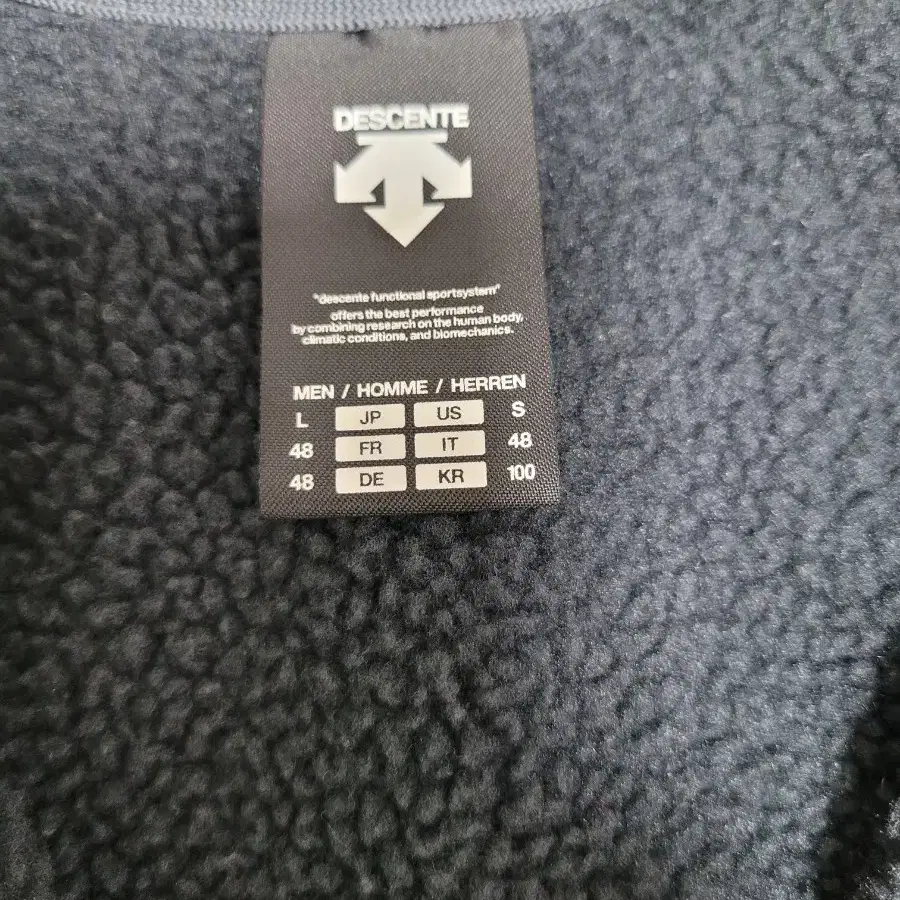 DESCENTE
"descente functional sportsystem"
offers the best performance
by combining research on the human body,
climatic conditions, and biomechanics.
MEN / HOMME / HERREN
L JP US S
48 FR IT 48
48 DE KR 100